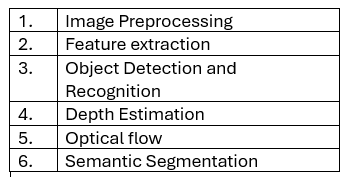 1. Image Preprocessing
2. Feature extraction
3. Object Detection and
Recognition
4. Depth Estimation
5. Optical flow
6. Semantic Segmentation